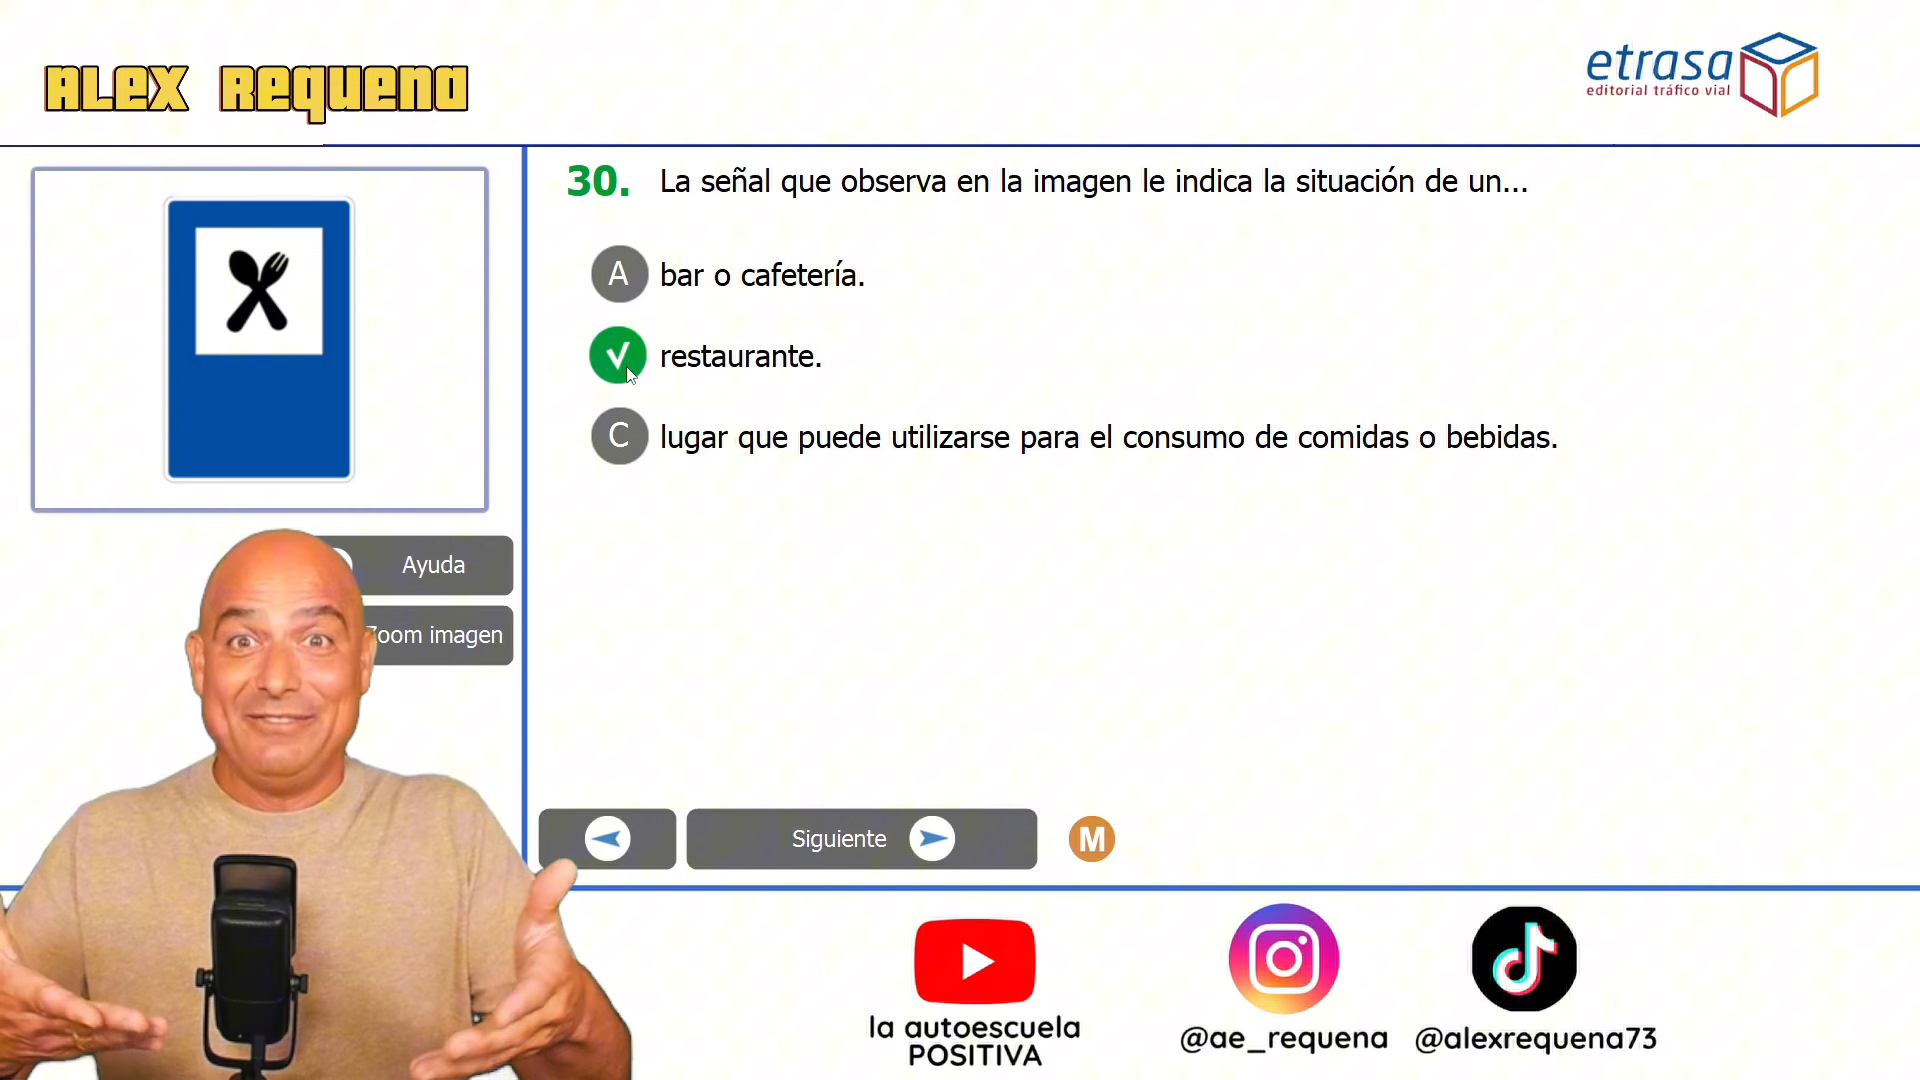 ALEX REQUENA
etrasa
editorial tráfico vial
30. La señal que observa en la imagen le indica la situación de un...
A bar o cafetería.
restaurante.
C lugar que puede utilizarse para el consumo de comidas o bebidas.
Ayuda
Zoom imagen
Siguiente
M
la autoescuela
POSITIVA
@ae_requena
@alexrequena73